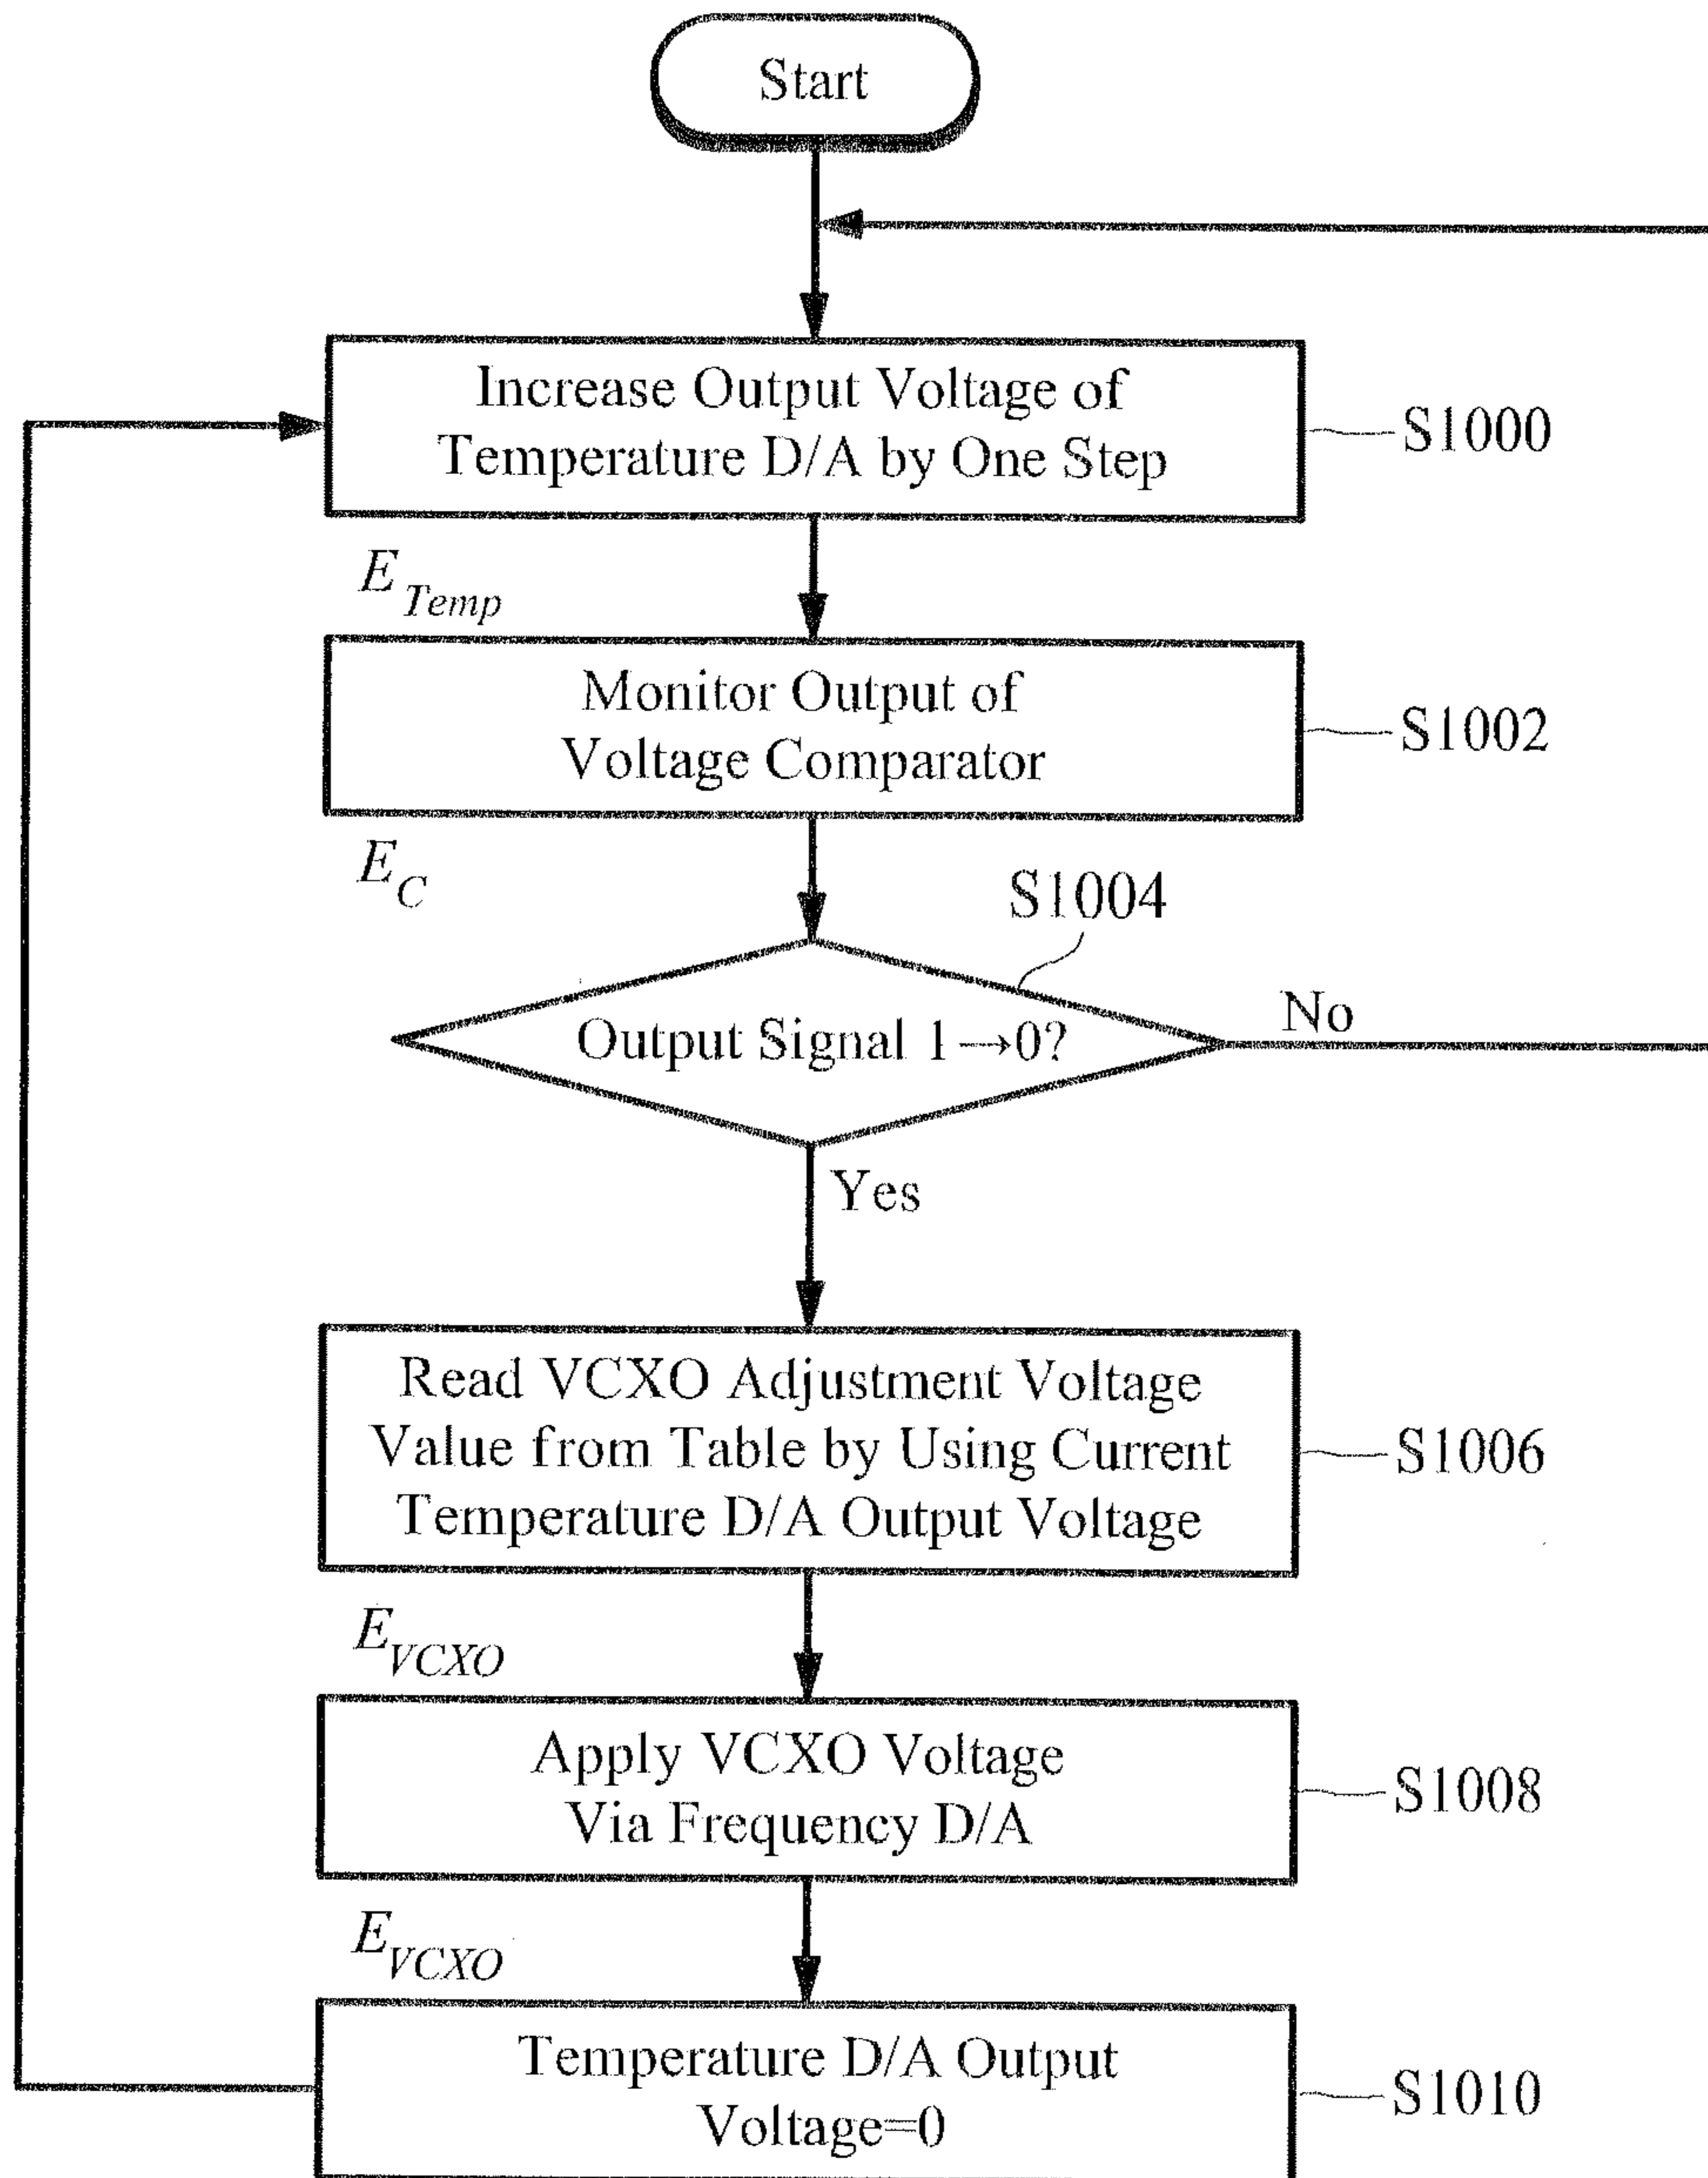 Start
Increase Output Voltage of
Temperature D/A by One Step
S1000
E Temp
Monitor Output of
Voltage Comparator
S1002
E C
S1004
Output Signal 1→0?
No
Yes
Read VCXO Adjustment Voltage
Value from Table by Using Current
Temperature D/A Output Voltage
S1006
E VCXO
Apply VCXO Voltage
Via Frequency D/A
S1008
E VCXO
Temperature D/A Output
Voltage=0
S1010